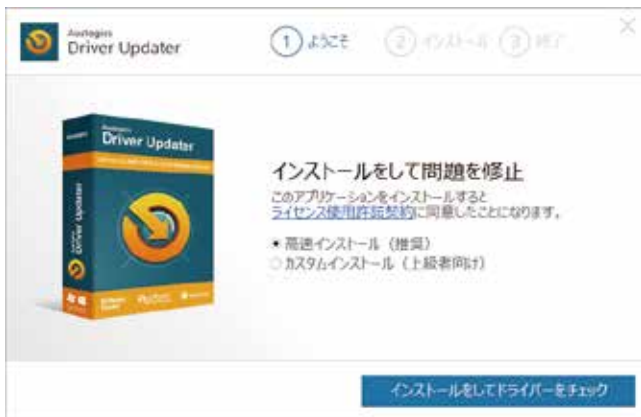 Auslogics
Driver Updater
1 ようこそ
2 インストール
3 終了
Driver Updater
Driver Updater
インストールをして問題を修正
このアプリケーションをインストールすると
ライセンス使用許諾契約に同意したことになります。
高速インストール（推奨）
カスタムインストール（上級者向け）
インストールをしてドライバーをチェック